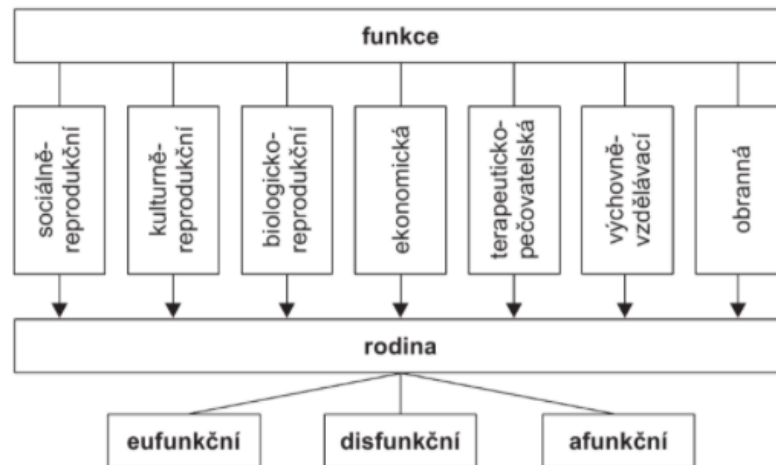 funkce
sociálně-
reprodukční
kulturně-
reprodukční
biologicko-
reprodukční
ekonomická
terapeuticko-
pečovatelská
výchovně-
vzdělávací
obranná
rodina
eufunkční
disfunkční
afunkční